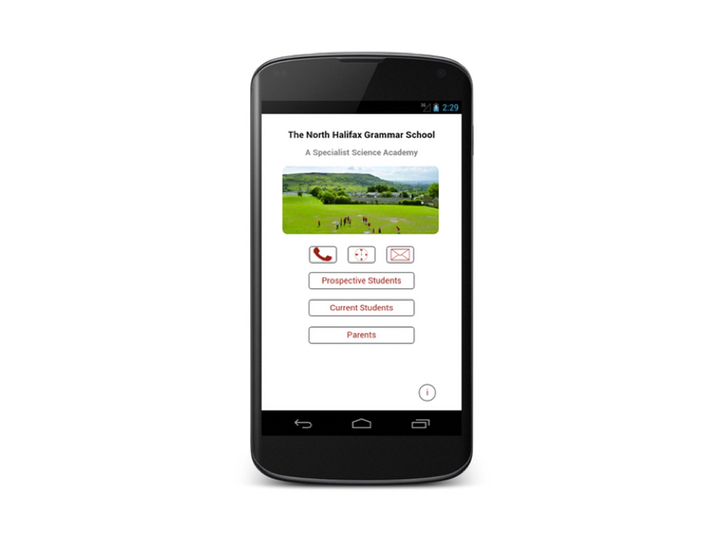 2:29
The North Halifax Grammar School
A Specialist Science Academy
Prospective Students
Current Students
Parents
i